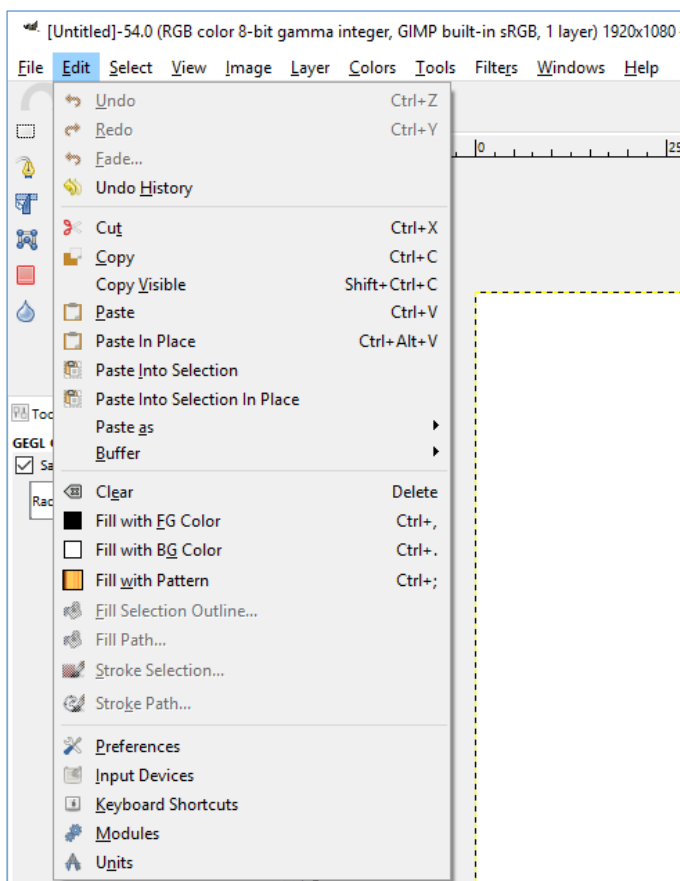 [Untitled]-54.0 (RGB color 8-bit gamma integer, GIMP built-in sRGB, 1 layer) 1920x1080
File Edit Select View Image Layer Colors Tools Filters Windows Help
Undo Ctrl+Z
Redo Ctrl+Y
Fade...
Undo History
Cut Ctrl+X
Copy Ctrl+C
Copy Visible Shift+Ctrl+C
Paste Ctrl+V
Paste In Place Ctrl+Alt+V
Paste Into Selection
Paste Into Selection In Place
Paste as
Buffer
Clear Delete
Fill with FG Color Ctrl+,
Fill with BG Color Ctrl+.
Fill with Pattern Ctrl+;
Fill Selection Outline...
Fill Path...
Stroke Selection...
Stroke Path...
Preferences
Input Devices
Keyboard Shortcuts
Modules
Units
Too
GEGL
Sa
Rad
0
25